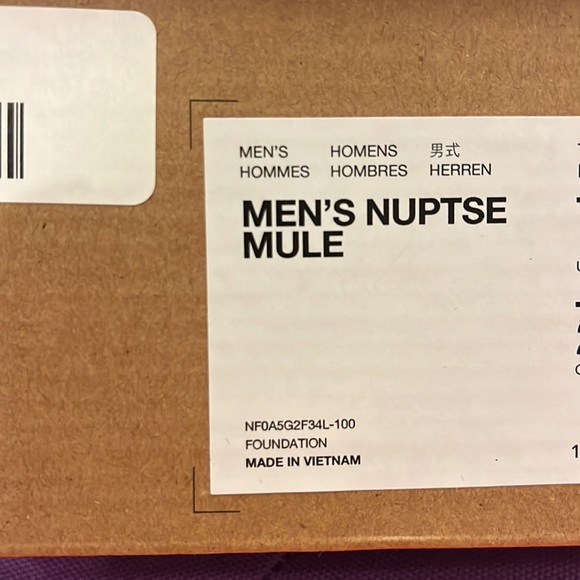 MEN'S HOMENS 男式
HOMMES HOMBRES HERREN
MEN'S NUPTSE
MULE
NF0A5G2F34L-100
FOUNDATION
MADE IN VIETNAM